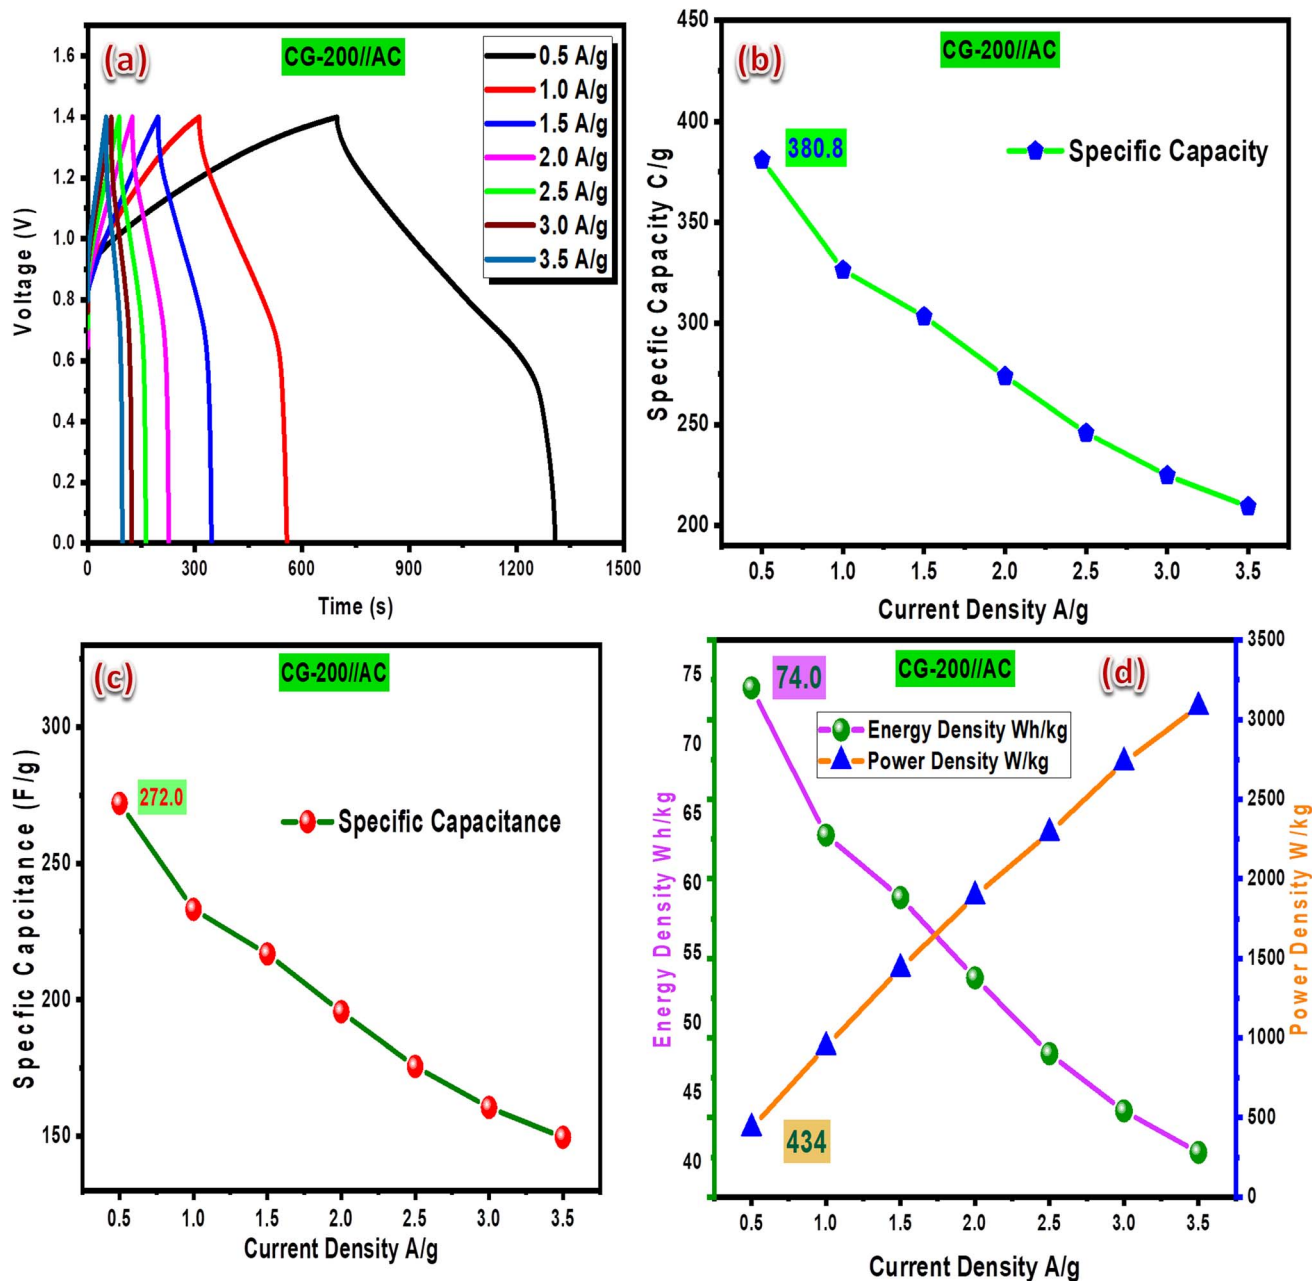 (a)
CG-200//AC
0.5 A/g
1.0 A/g
1.5 A/g
2.0 A/g
2.5 A/g
3.0 A/g
3.5 A/g
Voltage (V)
1.6
1.4
1.2
1.0
0.8
0.6
0.4
0.2
0.0
0 300 600 900 1200 1500
Time (s)
(b)
CG-200//AC
380.8
Specific Capacity
Specfic Capacity C/g
450
400
350
300
250
200
0.5 1.0 1.5 2.0 2.5 3.0 3.5
Current Density A/g
(c)
CG-200//AC
272.0
Specific Capacitance
Specfic Capacitance (F/g)
300
250
200
150
0.5 1.0 1.5 2.0 2.5 3.0 3.5
Current Density A/g
(d)
CG-200//AC
74.0
Energy Density Wh/kg
Power Density W/kg
434
Energy Density Wh/kg
75
70
65
60
55
50
45
40
3500
3000
2500
2000
1500
1000
500
0
Power Density W/kg
0.5 1.0 1.5 2.0 2.5 3.0 3.5
Current Density A/g